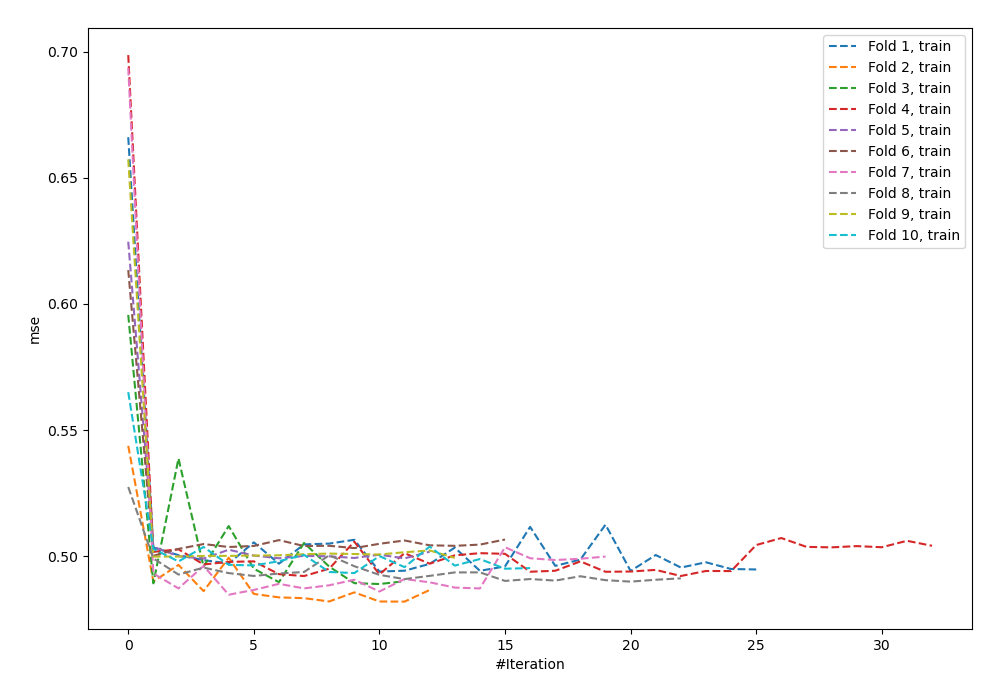 0.70
0.65
0.60
0.55
0.50
mse
0
5
10
15
20
25
30
#Iteration
Fold 1, train
Fold 2, train
Fold 3, train
Fold 4, train
Fold 5, train
Fold 6, train
Fold 7, train
Fold 8, train
Fold 9, train
Fold 10, train